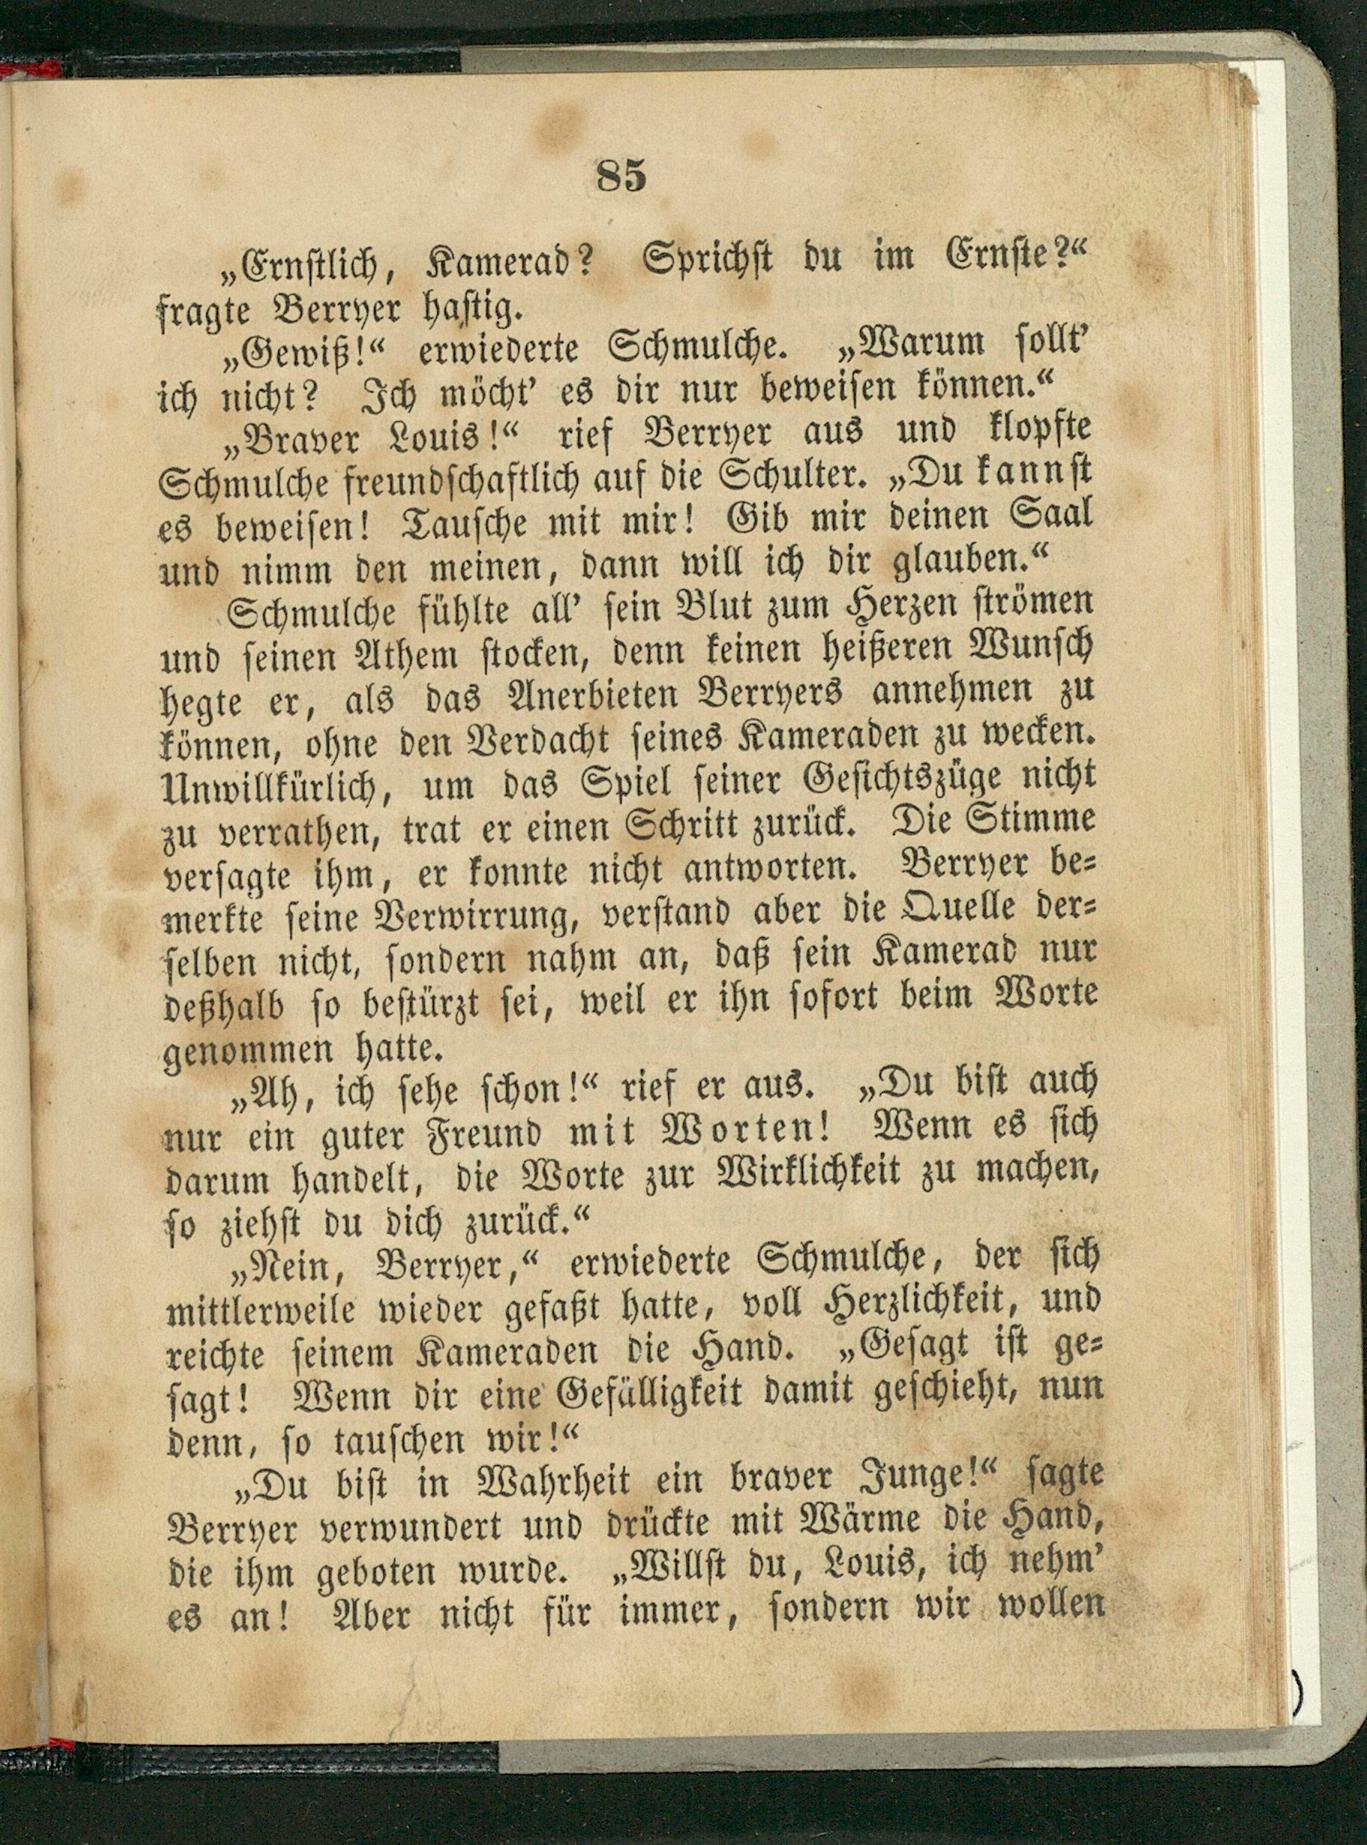 85
„Ernstlich, Kamerad? Sprichst du im Ernste?“
fragte Berryer hastig.
„Gewiß!“ erwiederte Schmulche. „Warum sollt’
ich nicht? Ich möcht’ es dir nur beweisen können.“
„Braver Louis!“ rief Berryer aus und klopfte
Schmulche freundschaftlich auf die Schulter. „Du kannst
es beweisen! Tausche mit mir! Gib mir deinen Saal
und nimm den meinen, dann will ich dir glauben.“
Schmulche fühlte all’ sein Blut zum Herzen strömen
und seinen Athem stocken, denn keinen heißeren Wunsch
hegte er, als das Anerbieten Berryers annehmen zu
können, ohne den Verdacht seines Kameraden zu wecken.
Unwillkürlich, um das Spiel seiner Gesichtszüge nicht
zu verrathen, trat er einen Schritt zurück. Die Stimme
versagte ihm, er konnte nicht antworten. Berryer be-
merkte seine Verwirrung, verstand aber die Quelle der-
selben nicht, sondern nahm an, daß sein Kamerad nur
deßhalb so bestürzt sei, weil er ihn sofort beim Worte
genommen hatte.
„Ah, ich sehe schon!“ rief er aus. „Du bist auch
nur ein guter Freund mit Worten! Wenn es sich
darum handelt, die Worte zur Wirklichkeit zu machen,
so ziehst du dich zurück.“
„Nein, Berryer,“ erwiederte Schmulche, der sich
mittlerweile wieder gefaßt hatte, voll Herzlichkeit, und
reichte seinem Kameraden die Hand. „Gesagt ist ge-
sagt! Wenn dir eine Gefälligkeit damit geschieht, nun
denn, so tauschen wir!“
„Du bist in Wahrheit ein braver Junge!“ sagte
Berryer verwundert und drückte mit Wärme die Hand,
die ihm geboten wurde. „Willst du, Louis, ich nehm’
es an! Aber nicht für immer, sondern wir wollen